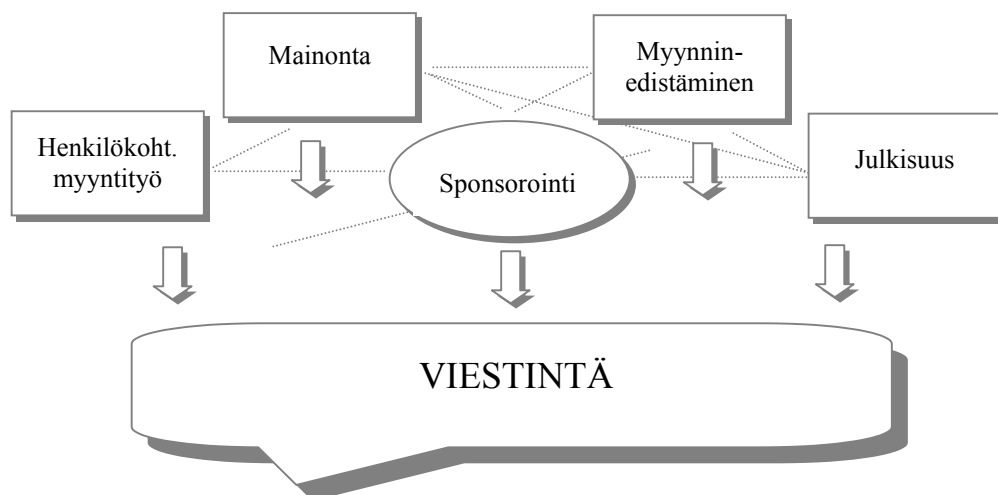 Mainonta
Myynnin-
edistäminen
Henkilökoht.
myyntityö
Sponsorointi
Julkisuus
VIESTINTÄ